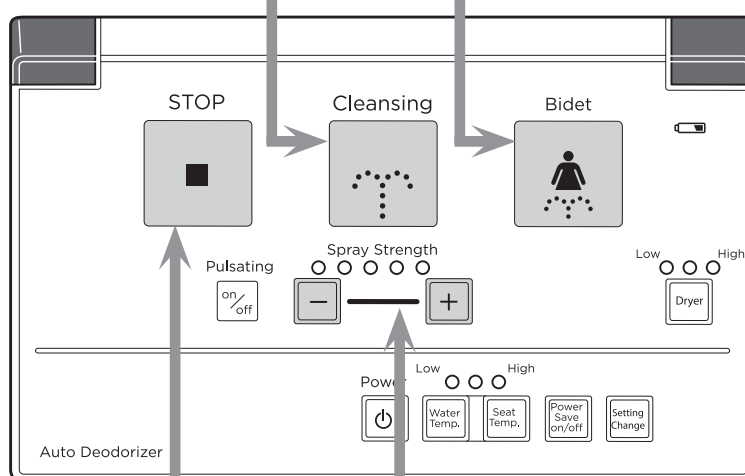 STOP
Cleansing
Bidet
Spray Strength
Low
High
Pulsating
on/off
Dryer
Low
High
Power
Water
Temp.
Seat
Temp.
Power
Save
on/off
Setting
Change
Auto Deodorizer